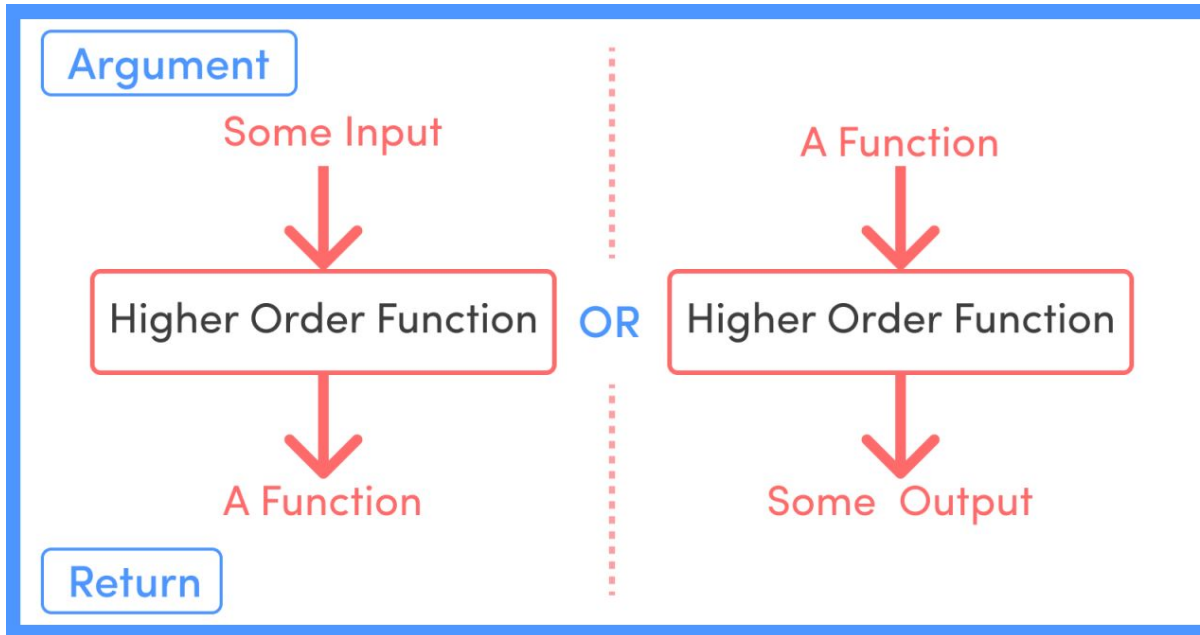 Argument
Some Input
A Function
Higher Order Function
OR
Higher Order Function
A Function
Some Output
Return